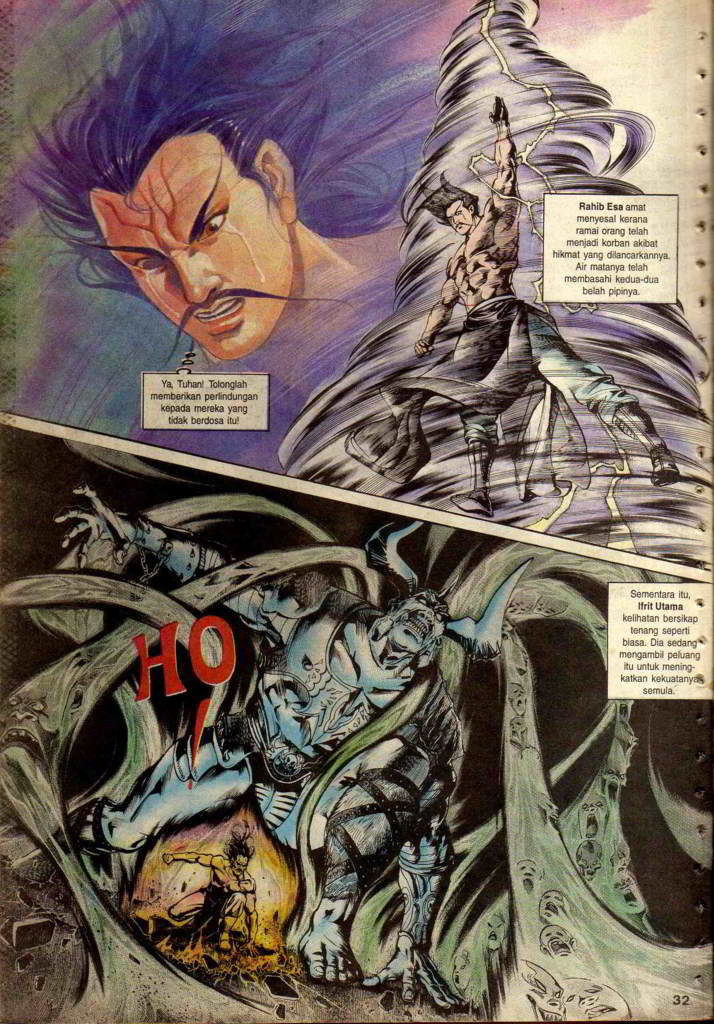 Rahib Esa amat
menyesal kerana
ramai orang telah
menjadi korban akibat
hikmat yang dilancarkannya.
Air matanya telah
membasahi kedua-dua
belah pipinya.
Ya, Tuhan! Tolonglah
memberikan perlindungan
kepada mereka yang
tidak berdosa itu!
HO
Sementara itu,
Ifrit Utama
kelihatan bersikap
tenang seperti
biasa. Dia sedang
mengambil peluang
itu untuk mening-
katkan kekuatanya
semula.
32